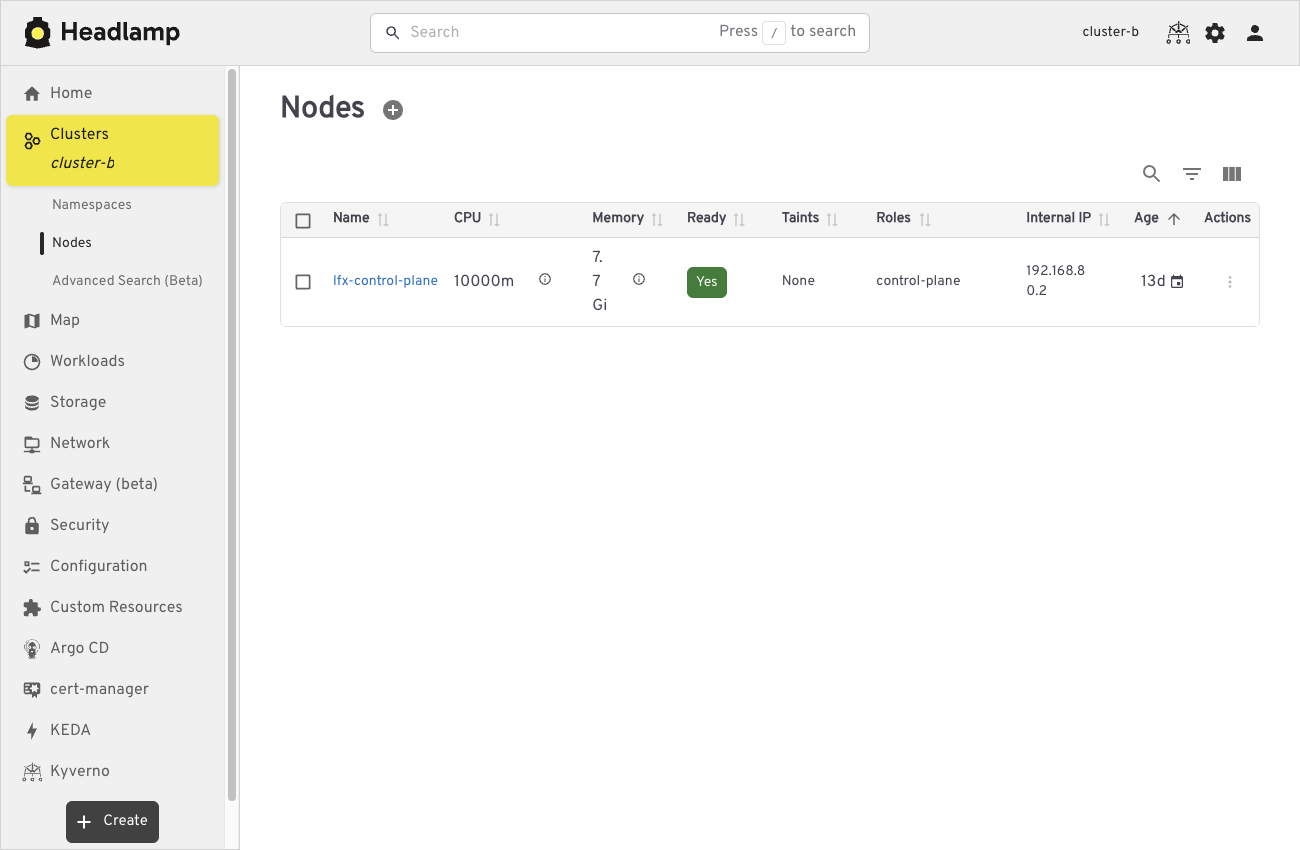 Headlamp
Search
Press / to search
cluster-b
Home
Clusters
cluster-b
Namespaces
Nodes
Advanced Search (Beta)
Map
Workloads
Storage
Network
Gateway (beta)
Security
Configuration
Custom Resources
Argo CD
cert-manager
KEDA
Kyverno
Create
Nodes
Name CPU Memory Ready Taints Roles Internal IP Age Actions
lfx-control-plane
10000m
7.
7
Gi
Yes
None
control-plane
192.168.8
0.2
13d